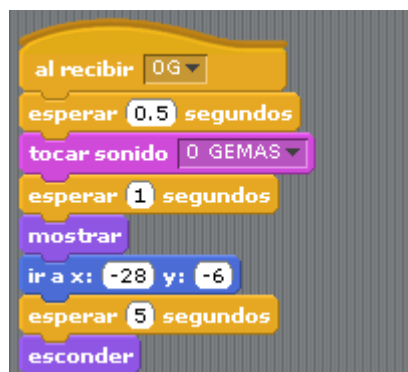 al recibir 0G
esperar 0.5 segundos
tocar sonido 0 GEMAS
esperar 1 segundos
mostrar
ir a x: -28 y: -6
esperar 5 segundos
esconder